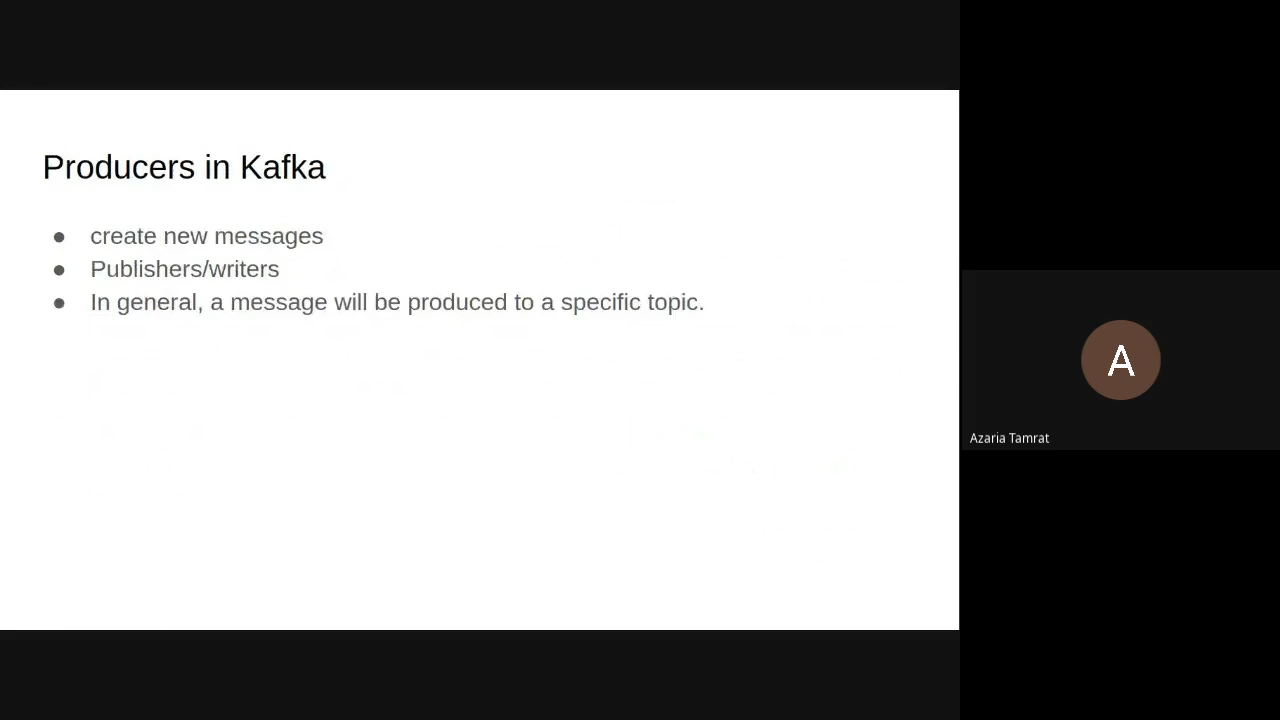 Producers in Kafka
● create new messages
● Publishers/writers
● In general, a message will be produced to a specific topic.
A
Azaria Tamrat